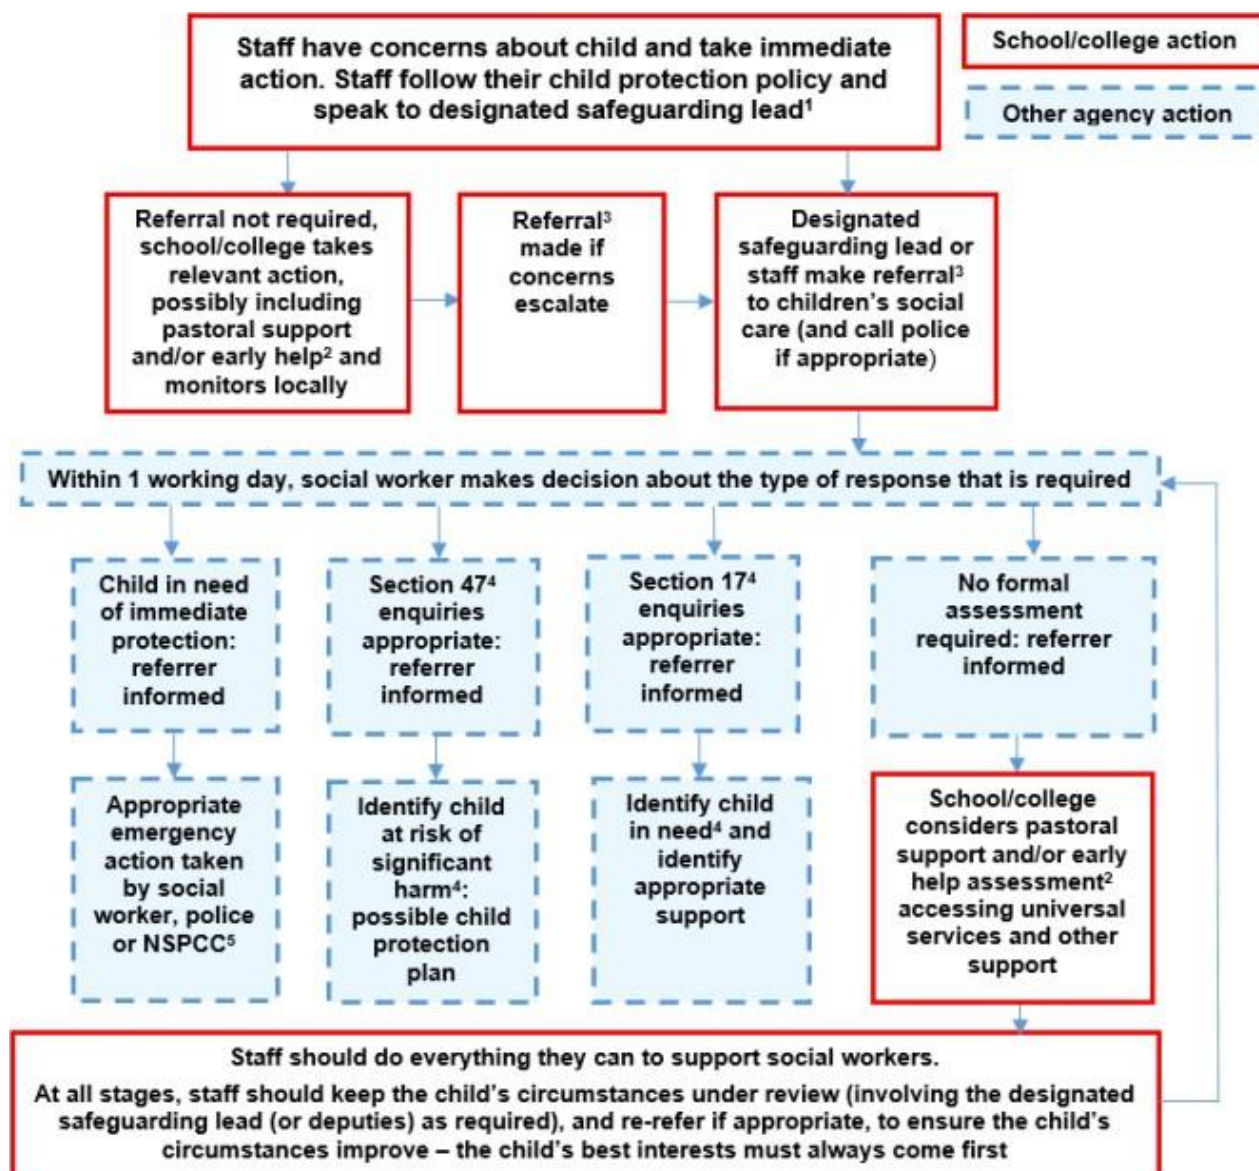 Staff have concerns about child and take immediate
action. Staff follow their child protection policy and
speak to designated safeguarding lead¹
School/college action
Other agency action
Referral not required,
school/college takes
relevant action,
possibly including
pastoral support
and/or early help² and
monitors locally
Referral³
made if
concerns
escalate
Designated
safeguarding lead or
staff make referral³
to children’s social
care (and call police
if appropriate)
Within 1 working day, social worker makes decision about the type of response that is required
Child in need
of immediate
protection:
referrer
informed
Section 47⁴
enquiries
appropriate:
referrer
informed
Section 17⁴
enquiries
appropriate:
referrer
informed
No formal
assessment
required: referrer
informed
Appropriate
emergency
action taken
by social
worker, police
or NSPCC⁵
Identify child
at risk of
significant
harm⁴:
possible child
protection
plan
Identify child
in need⁴ and
identify
appropriate
support
School/college
considers pastoral
support and/or early
help assessment²
accessing universal
services and other
support
Staff should do everything they can to support social workers.
At all stages, staff should keep the child’s circumstances under review (involving the designated
safeguarding lead (or deputies) as required), and re-refer if appropriate, to ensure the child’s
circumstances improve – the child’s best interests must always come first